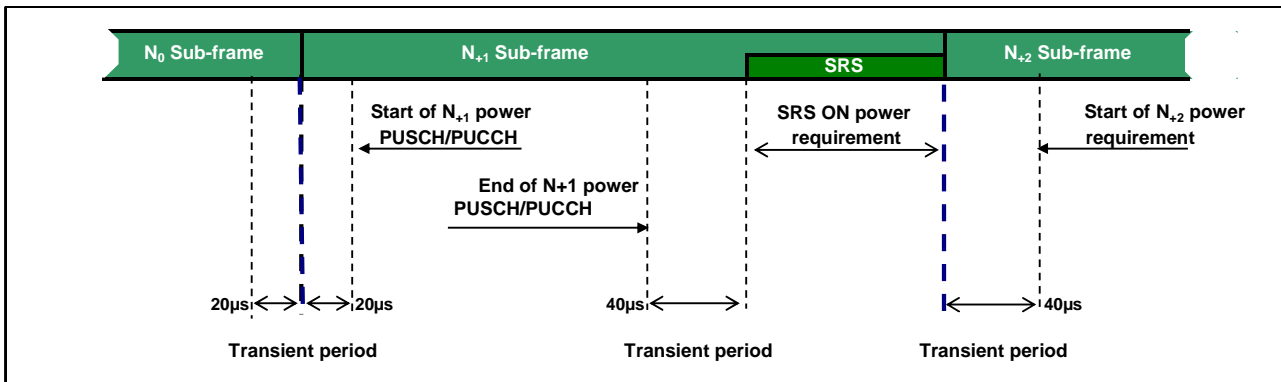 N₀ Sub-frame
N₊₁ Sub-frame
SRS
N₊₂ Sub-frame
Start of N₊₁ power
PUSCH/PUCCH
SRS ON power
requirement
Start of N₊₂ power
requirement
End of N+1 power
PUSCH/PUCCH
20µs
20µs
40µs
40µs
Transient period
Transient period
Transient period